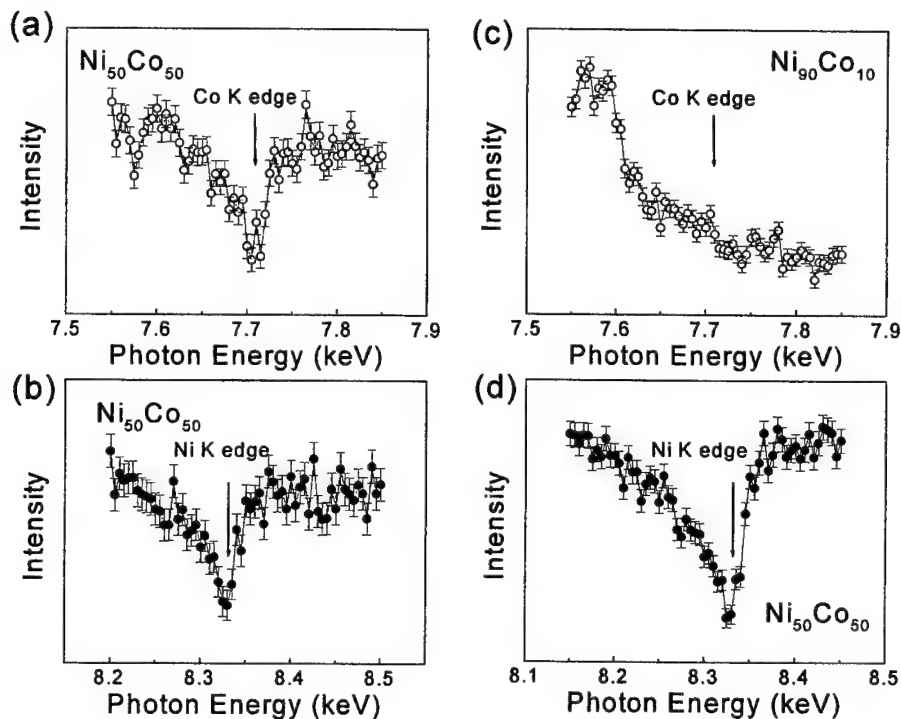 (a)
Ni50Co50
Co K edge
Intensity
7.5 7.6 7.7 7.8 7.9
Photon Energy (keV)
(c)
Ni90Co10
Co K edge
Intensity
7.5 7.6 7.7 7.8 7.9
Photon Energy (keV)
(b)
Ni50Co50
Ni K edge
Intensity
8.2 8.3 8.4 8.5
Photon Energy (keV)
(d)
Ni K edge
Ni50Co50
Intensity
8.1 8.2 8.3 8.4 8.5
Photon Energy (keV)